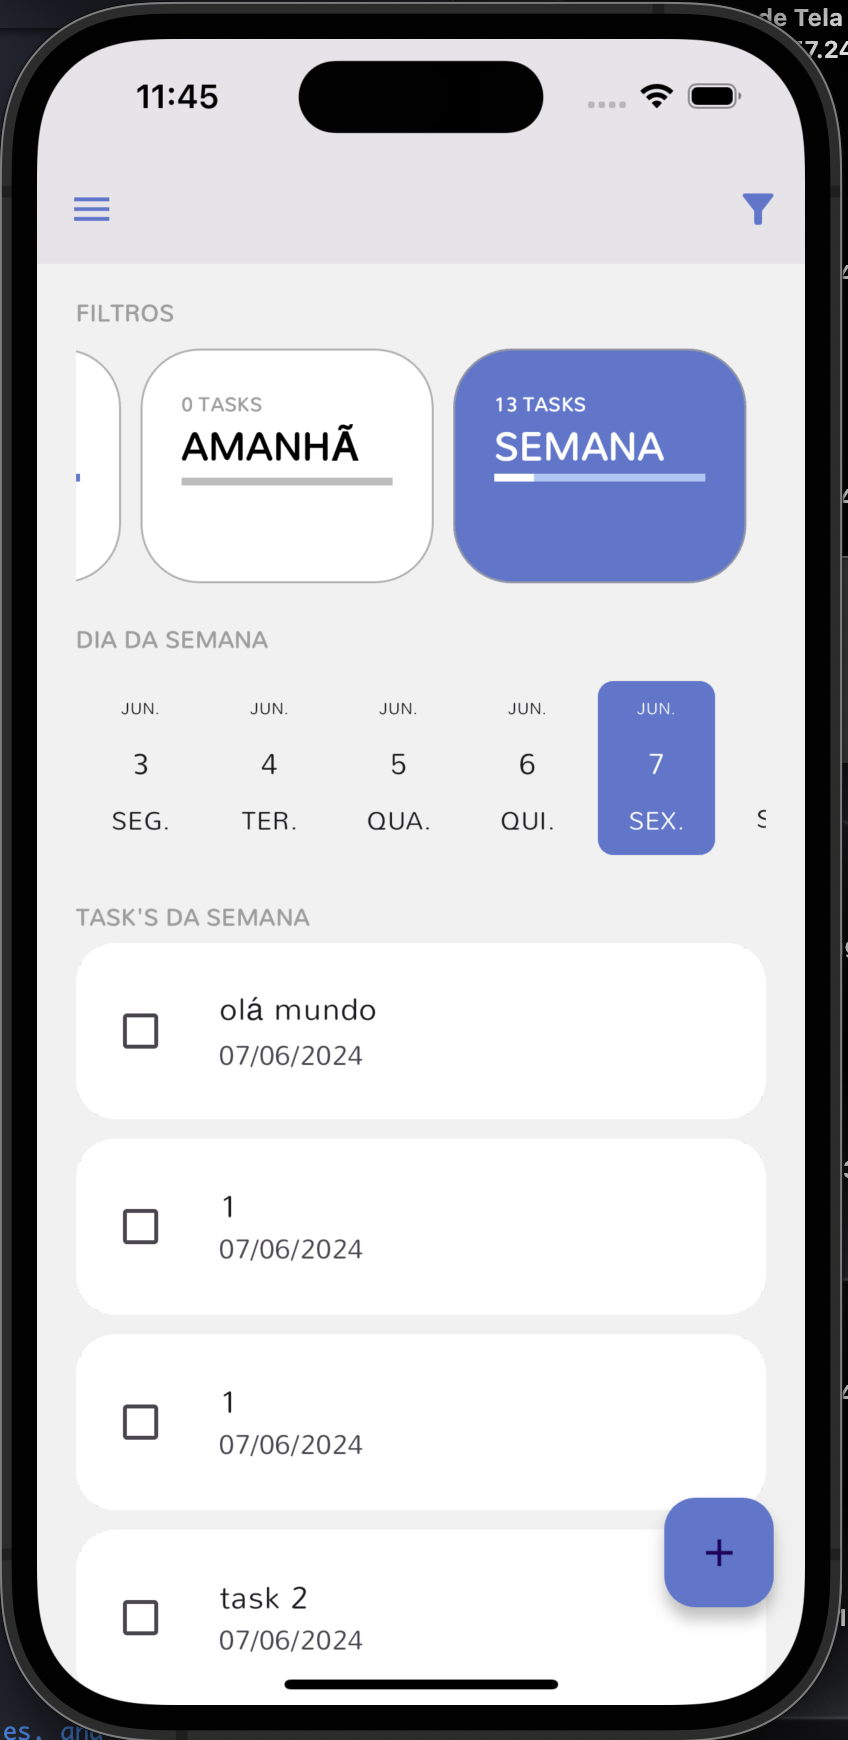 de Tela
7.24
11:45
FILTROS
0 TASKS
AMANHÃ
13 TASKS
SEMANA
DIA DA SEMANA
JUN. JUN. JUN. JUN. JUN.
3 4 5 6 7
SEG. TER. QUA. QUI. SEX. S
TASK'S DA SEMANA
olá mundo
07/06/2024
1
07/06/2024
1
07/06/2024
+
task 2
07/06/2024
es, and